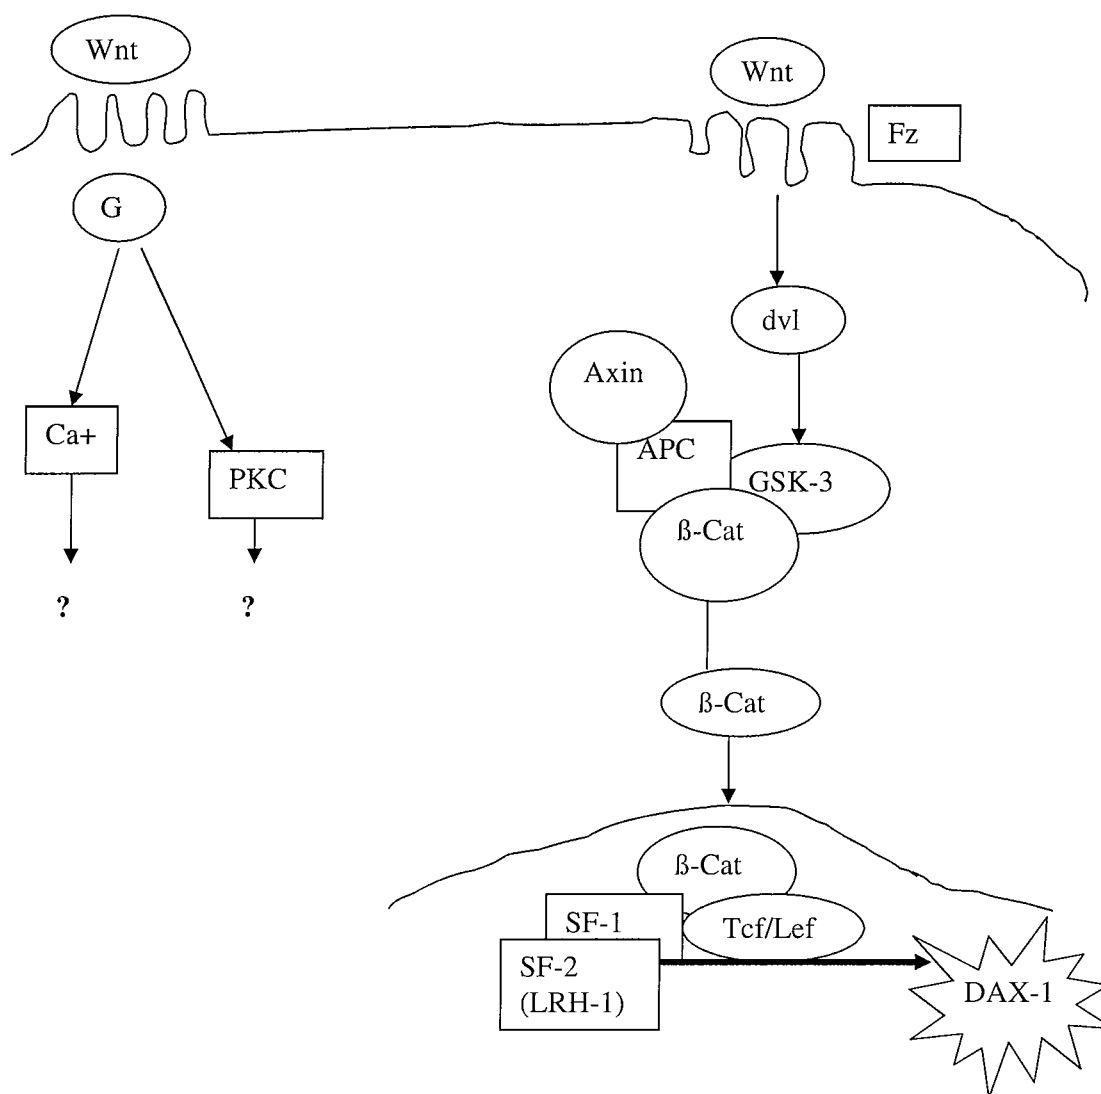 Wnt
Wnt
Fz
G
dvl
Axin
APC
GSK-3
Ca+
PKC
ß-Cat
?
?
ß-Cat
ß-Cat
SF-1
Tcf/Lef
SF-2
(LRH-1)
DAX-1